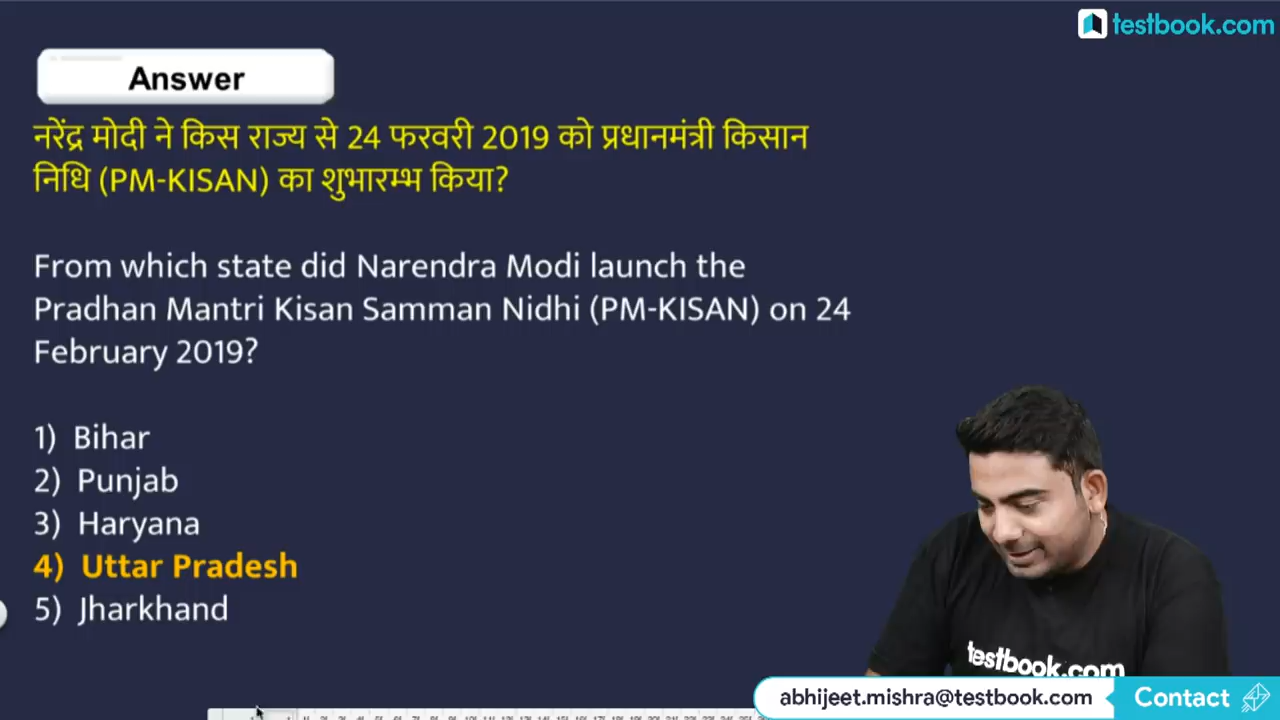 testbook.com
Answer
नरेंद्र मोदी ने किस राज्य से 24 फरवरी 2019 को प्रधानमंत्री किसान
निधि (PM-KISAN) का शुभारम्भ किया?
From which state did Narendra Modi launch the
Pradhan Mantri Kisan Samman Nidhi (PM-KISAN) on 24
February 2019?
1) Bihar
2) Punjab
3) Haryana
4) Uttar Pradesh
5) Jharkhand
testbook.com
abhijeet.mishra@testbook.com Contact